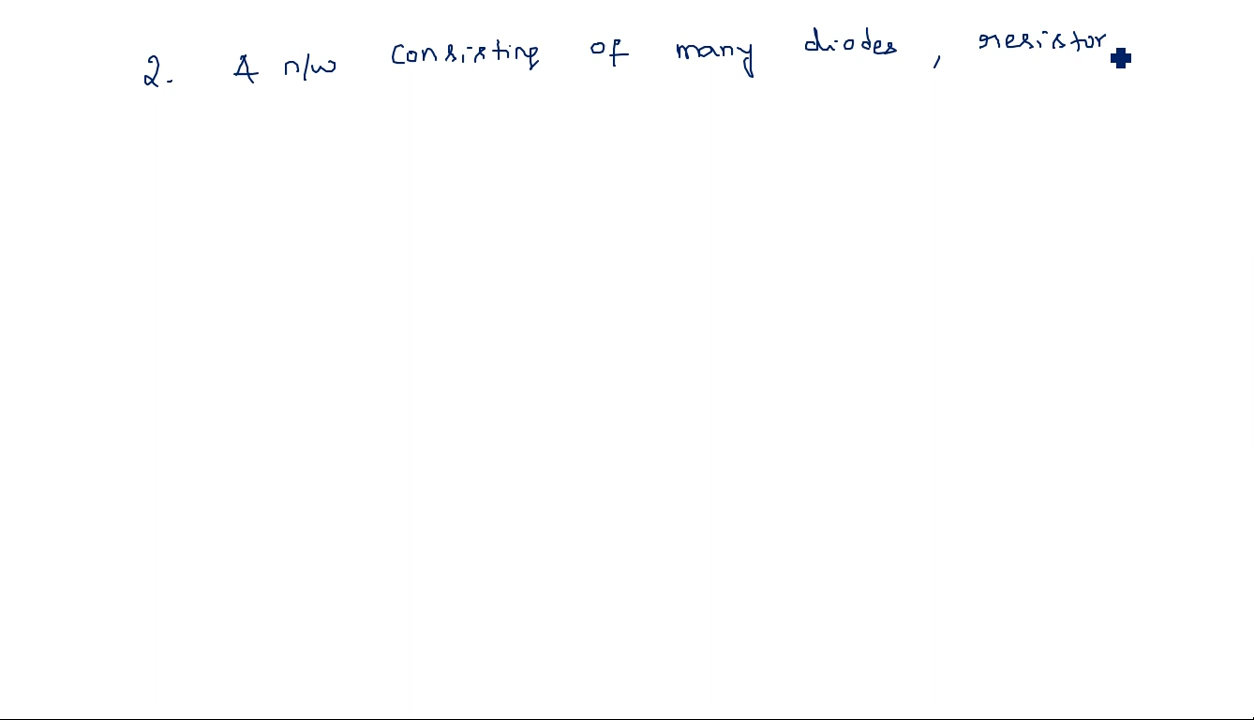 2. A n/w consisting of many diodes, resistor